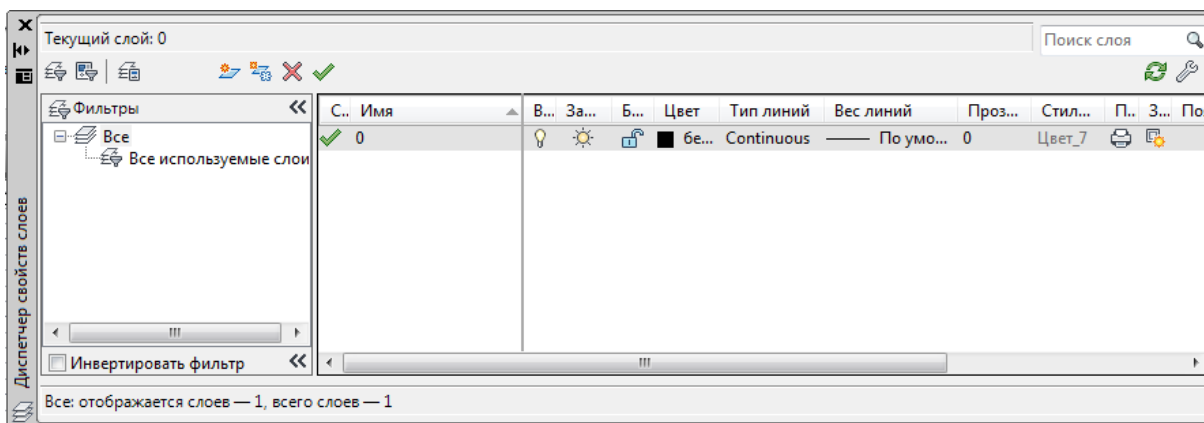 Текущий слой: 0
Поиск слоя
Фильтры
С.. Имя В... За... Б... Цвет Тип линий Вес линий Проз... Стил... П.. З... По
Все
0 бе... Continuous По умо... 0 Цвет_7
Все используемые слои
Инвертировать фильтр
Все: отображается слоев — 1, всего слоев — 1
Диспетчер свойств слоев